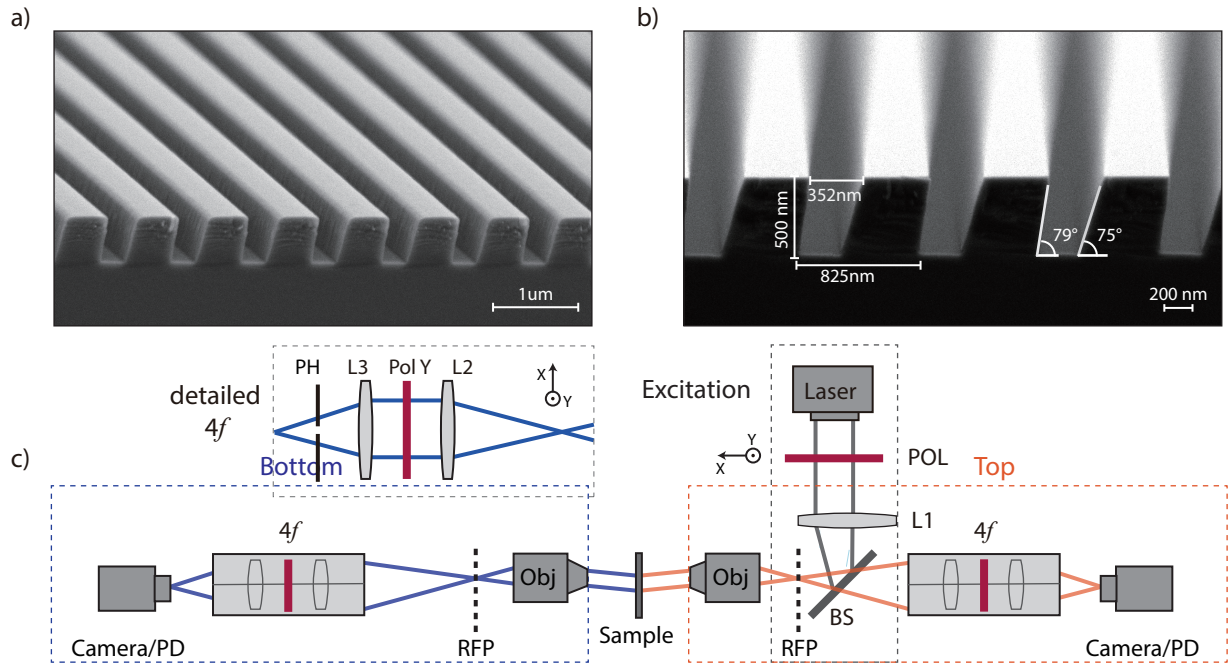 a)
b)
352nm
500 nm
79°
75°
825nm
1um
200 nm
PH
L3
Pol Y
L2
X
Y
detailed
4f
Excitation
Laser
Y
X
POL
c)
Bottom
Top
L1
4f
4f
Obj
Obj
BS
Sample
Camera/PD
RFP
RFP
Camera/PD